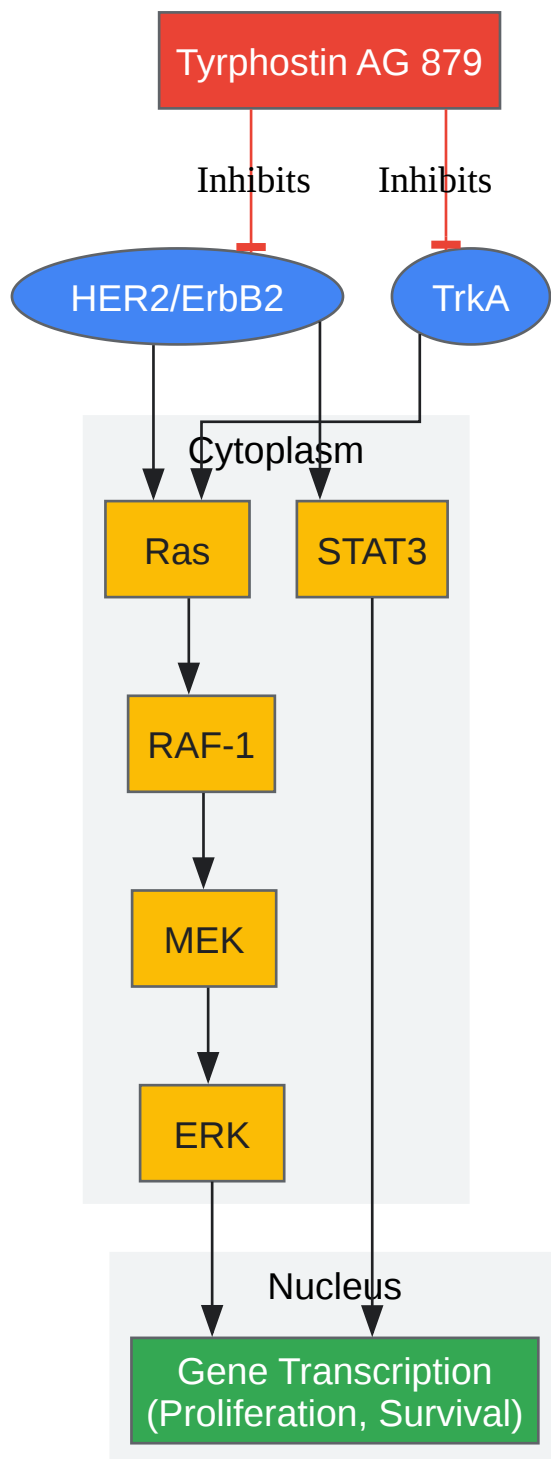 Tyrphostin AG 879
Inhibits
Inhibits
HER2/ErbB2
TrkA
Cytoplasm
Ras
STAT3
RAF-1
MEK
ERK
Nucleus
Gene Transcription
(Proliferation, Survival)